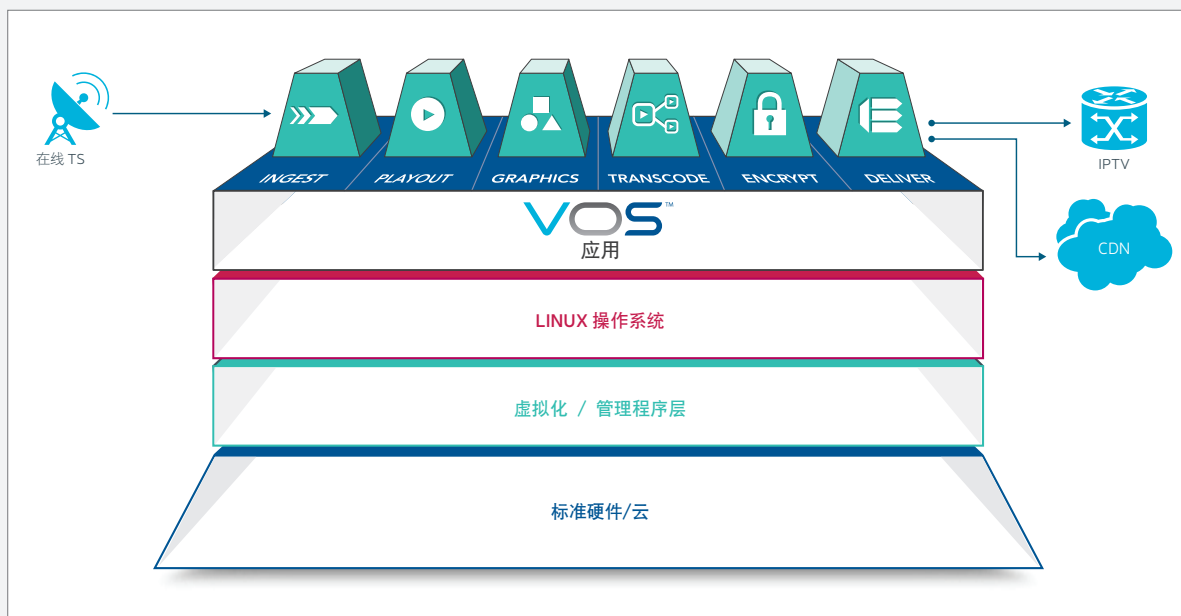 在线 TS
INGEST
PLAYOUT
GRAPHICS
TRANSCODE
ENCRYPT
DELIVER
IPTV
CDN
VOS™
应用
LINUX 操作系统
虚拟化 / 管理程序层
标准硬件/云